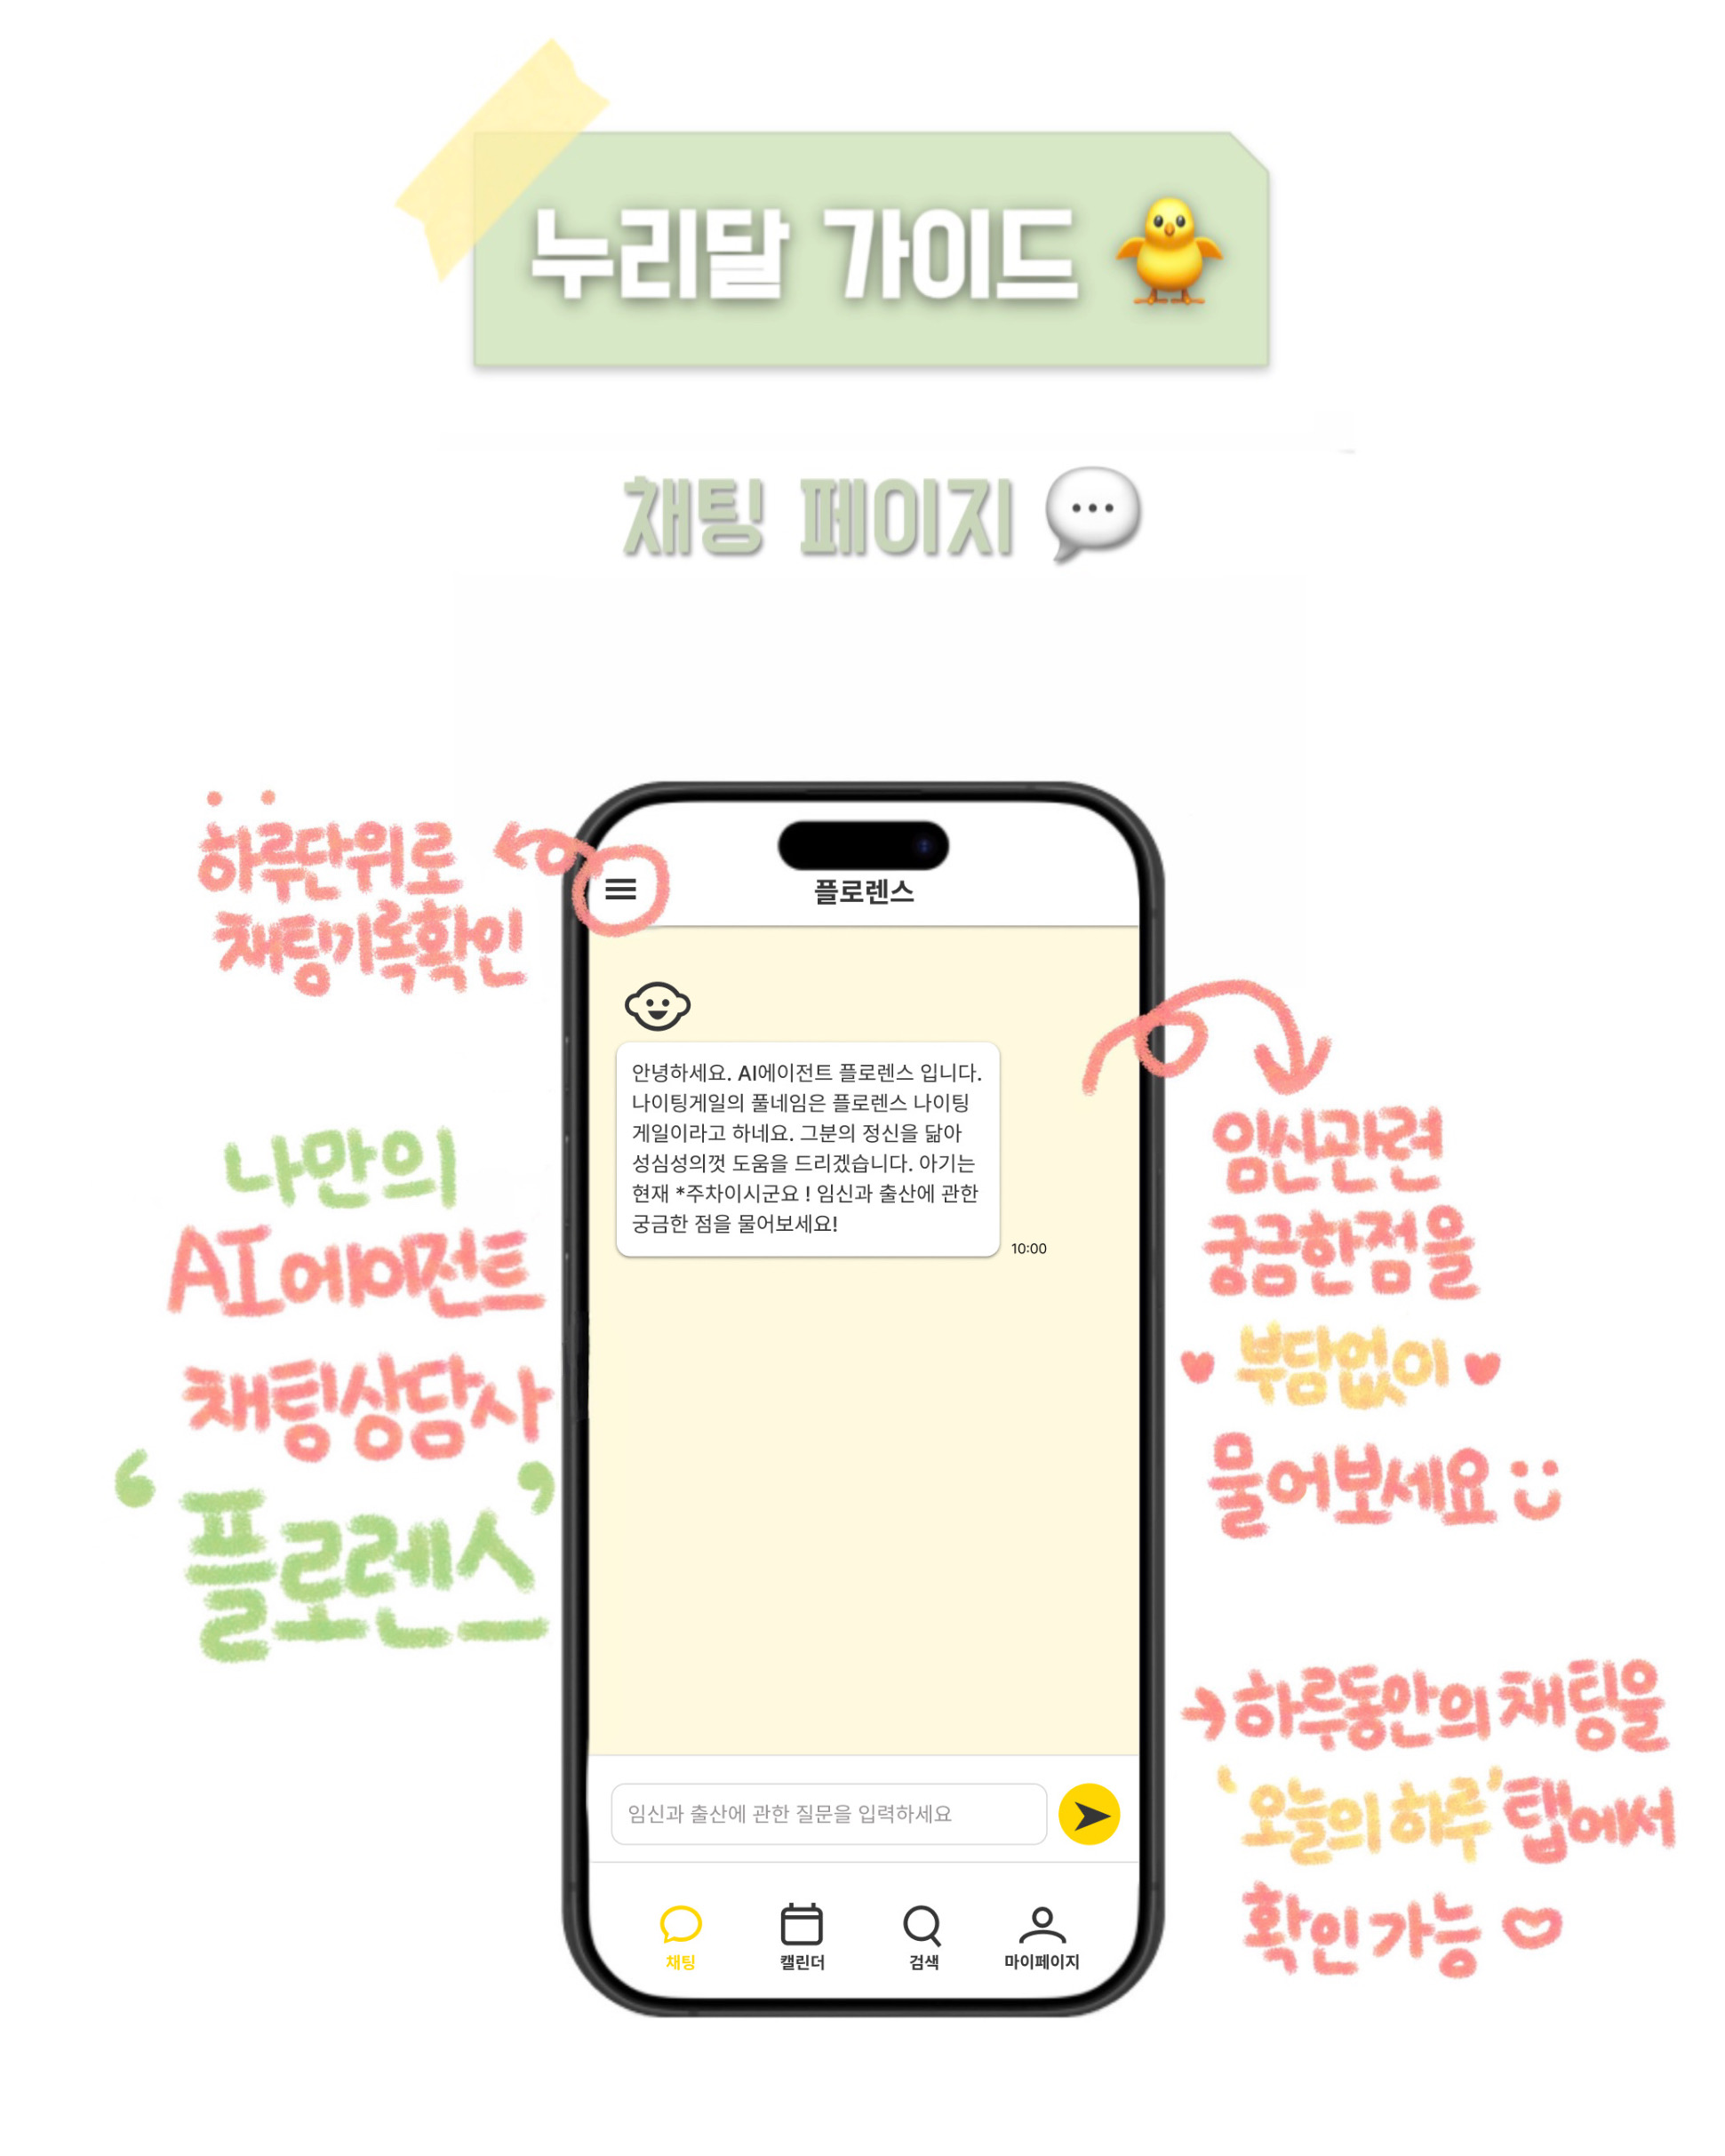 누리달 가이드
채팅 페이지
하루단위로
채팅기록확인
나만의
AI에이전트
채팅상담사
‘플로렌스’
플로렌스
안녕하세요. AI에이전트 플로렌스 입니다.
나이팅게일의 풀네임은 플로렌스 나이팅
게일이라고 하네요. 그분의 정신을 닮아
성심성의껏 도움을 드리겠습니다. 아기는
현재 *주차이시군요 ! 임신과 출산에 관한
궁금한 점을 물어보세요!
10:00
임신과 출산에 관한 질문을 입력하세요
채팅
캘린더
검색
마이페이지
임신관련
궁금한점을
♥ 부담없이 ♥
물어보세요
→하루동안의 채팅을
‘오늘의 하루’ 탭에서
확인 가능 ♡